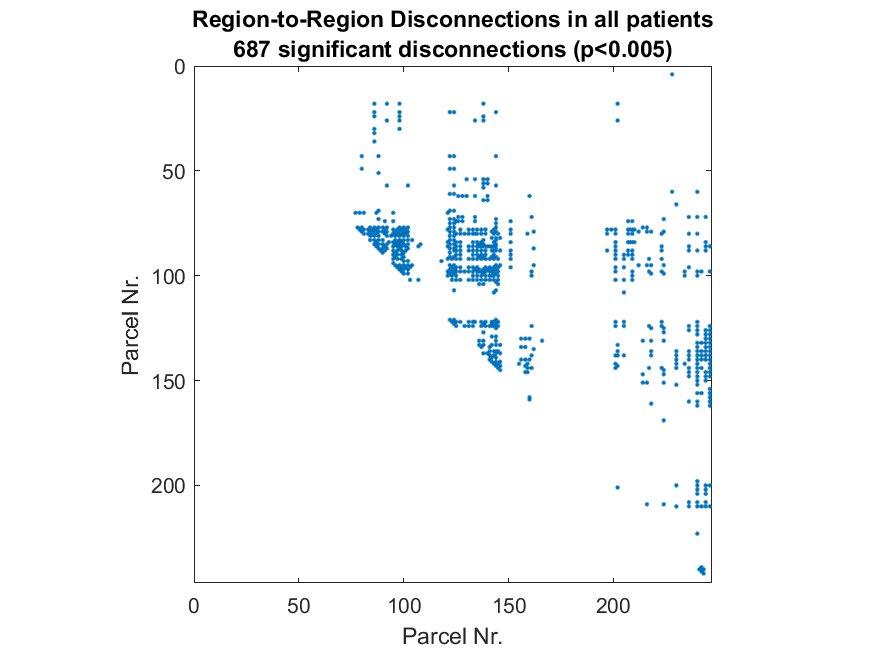 Region-to-Region Disconnections in all patients
687 significant disconnections (p<0.005)
0
50
100
150
200
Parcel Nr.
0
50
100
150
200
Parcel Nr.